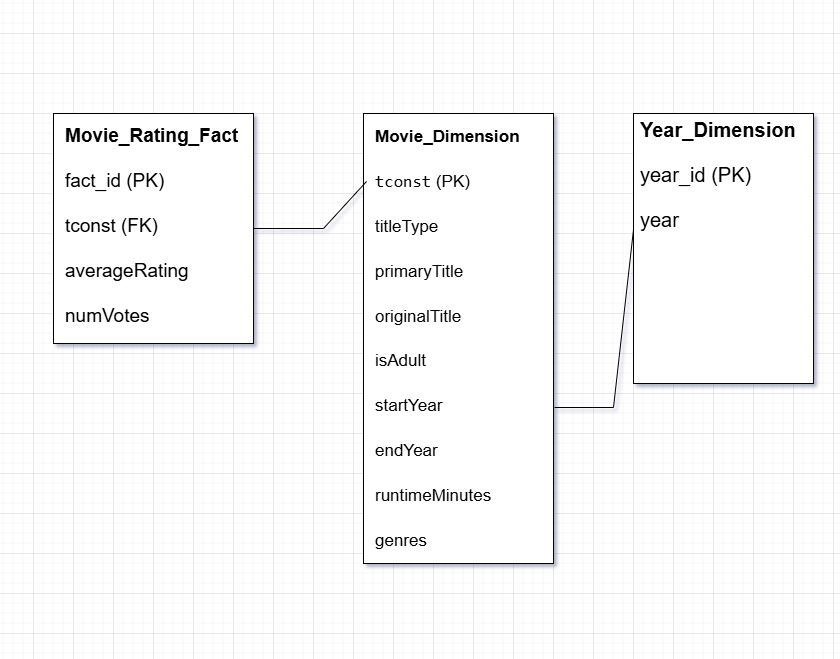 Movie_Rating_Fact
fact_id (PK)
tconst (FK)
averageRating
numVotes
Movie_Dimension
tconst (PK)
titleType
primaryTitle
originalTitle
isAdult
startYear
endYear
runtimeMinutes
genres
Year_Dimension
year_id (PK)
year